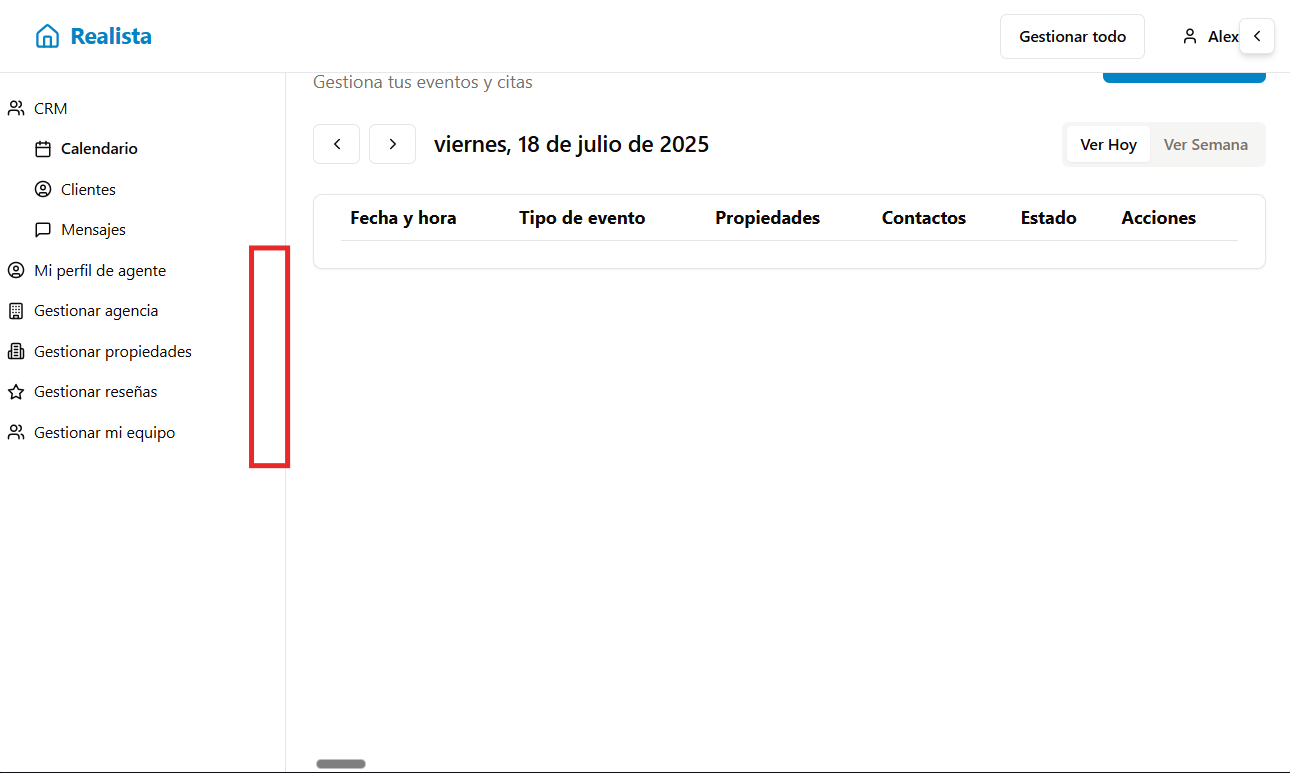 Realista
Gestionar todo
Alex
CRM
Calendario
Clientes
Mensajes
Mi perfil de agente
Gestionar agencia
Gestionar propiedades
Gestionar reseñas
Gestionar mi equipo
Gestiona tus eventos y citas
viernes, 18 de julio de 2025
Ver Hoy Ver Semana
Fecha y hora Tipo de evento Propiedades Contactos Estado Acciones